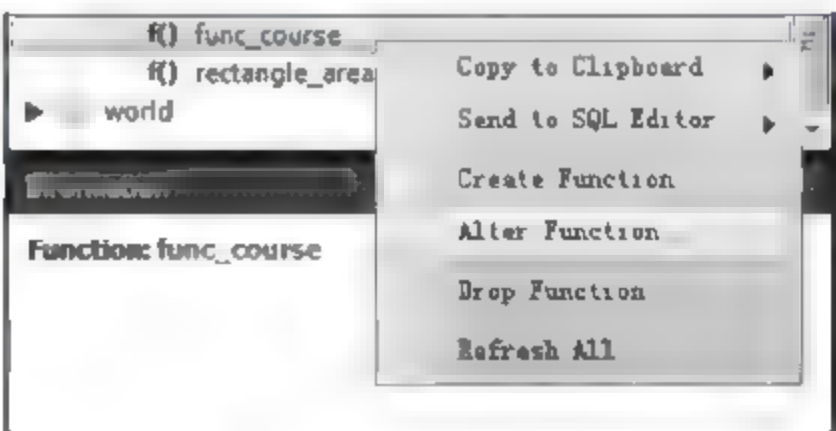 f() func_course
f() rectangle_area
world
Copy to Clipboard
Send to SQL Editor
Create Function
Alter Function
Drop Function
Refresh All
Function: func_course